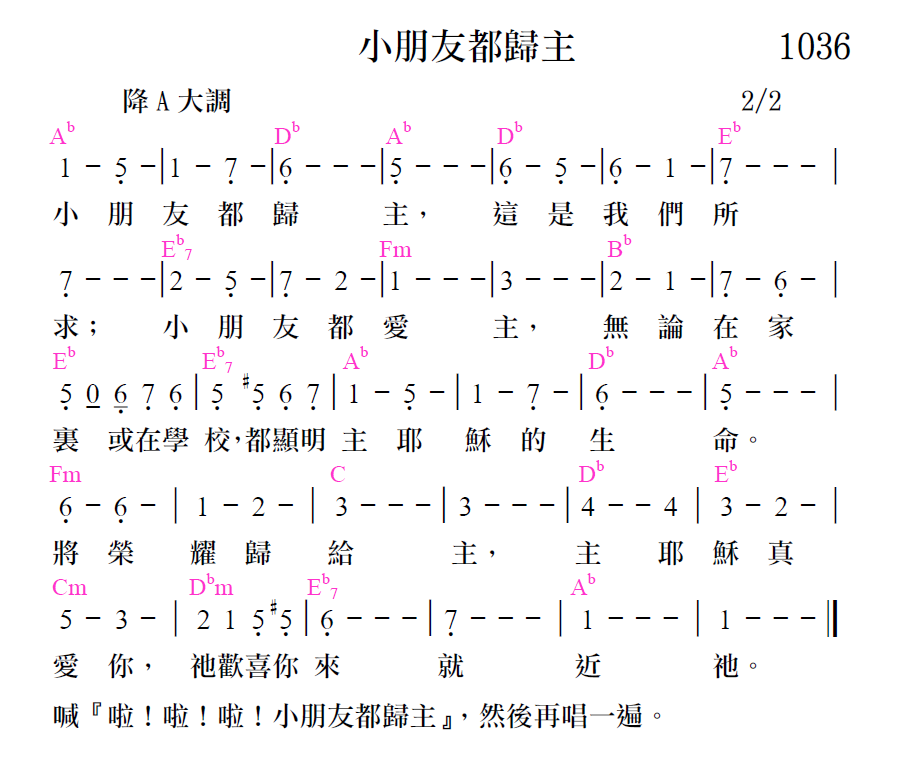 小朋友都歸主 1036
降A大調 2/2
A♭ D♭ A♭ D♭ E♭
1 – 5̣ –|1 – 7̣ –|6̣ – – –|5̣ – – –|6̣ – 5̣ –|6̣ – 1 –|7̣ – – – |
小 朋 友 都 歸 主， 這 是 我 們 所
E♭7 Fm B♭
7̣ – – –|2 – 5̣ –|7̣ – 2 –|1 – – –|3 – – –|2 – 1 –|7̣ – 6̣ – |
求； 小 朋 友 都 愛 主， 無 論 在 家
E♭ E♭7 A♭ D♭ A♭
5̣ 0̲ 6̣̲ 7̣ 6̣ | 5̣ ♯5̣ 6̣ 7̣ | 1 – 5̣ – | 1 – 7̣ – | 6̣ – – – | 5̣ – – – |
裏 或在學 校，都顯明 主 耶 穌 的 生 命。
Fm C D♭ E♭
6̣ – 6̣ – | 1 – 2 – | 3 – – – | 3 – – – | 4 – – 4 | 3 – 2 – |
將 榮 耀 歸 給 主， 主 耶 穌 真
Cm D♭m E♭7 A♭
5 – 3 – | 2 1 5̣ ♯5̣ | 6̣ – – – | 7̣ – – – | 1 – – – | 1 – – – ‖
愛 你， 祂歡喜你 來 就 近 祂。
喊『啦！啦！啦！小朋友都歸主』，然後再唱一遍。